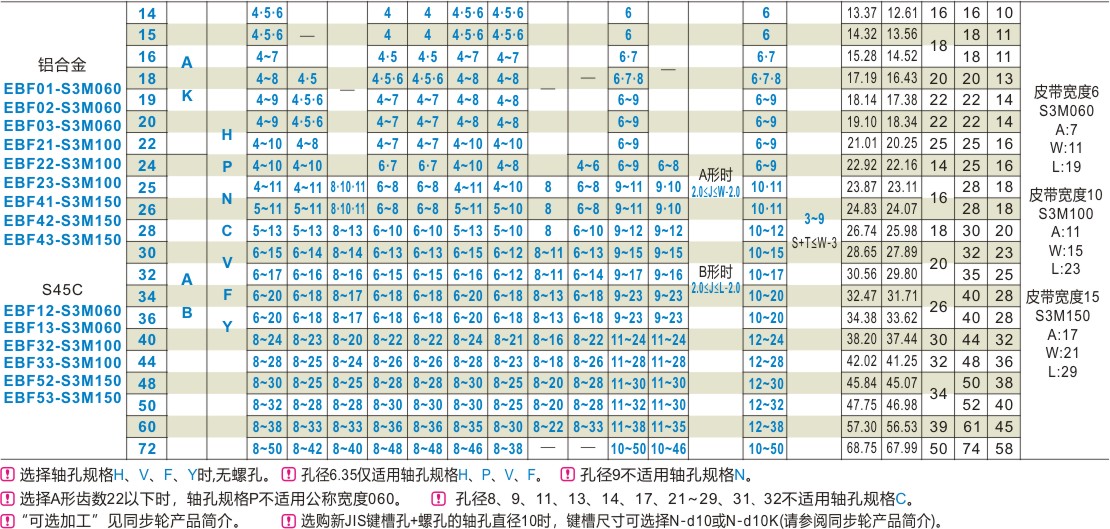 铝合金
EBF01-S3M060
EBF02-S3M060
EBF03-S3M060
EBF21-S3M100
EBF22-S3M100
EBF23-S3M100
EBF41-S3M150
EBF42-S3M150
EBF43-S3M150
S45C
EBF12-S3M060
EBF13-S3M060
EBF32-S3M100
EBF33-S3M100
EBF52-S3M150
EBF53-S3M150
A
K
A
B
H
P
N
C
V
F
Y
14 4·5·6 4 4 4·5·6 4·5·6 6 6 13.37 12.61 16 16 10
15 4·5·6 — 4 4 4·5·6 4·5·6 6 6 14.32 13.56 18 18 11
16 4~7 4·5 4·5 4~7 4~7 6·7 — 6·7 15.28 14.52 18 11
18 4~8 4·5 — 4·5·6 4·5·6 4~8 4~8 — — 6·7·8 6·7·8 17.19 16.43 20 20 13
19 4~9 4·5·6 4~7 4~7 4~8 4~8 6~9 6~9 18.14 17.38 22 22 14
20 4~9 4·5·6 4~7 4~7 4~8 4~8 6~9 6~9 19.10 18.34 22 22 14
22 4~10 4~8 4~7 4~7 4~10 4~10 6~9 6~9 21.01 20.25 25 25 16
24 4~10 4~10 6·7 6·7 4~10 4~8 4~6 6~9 6~8 6~9 22.92 22.16 14 25 16
25 4~11 4~11 8·10·11 6~8 6~8 4~11 4~10 8 6~8 9~11 9·10 10·11 23.87 23.11 16 28 18
26 5~11 5~11 8·10·11 6~8 6~8 5~11 5~10 8 6~8 9~11 9·10 10·11 24.83 24.07 28 18
28 5~13 5~13 8~13 6~10 6~10 5~13 5~10 8 6~10 9~12 9~12 10~12 26.74 25.98 18 30 20
30 6~15 6~14 8~14 6~13 6~13 6~15 6~12 8~11 6~13 9~15 9~15 10~15 28.65 27.89 20 32 23
32 6~17 6~16 8~16 6~16 6~16 6~17 6~16 8~11 6~14 9~17 9~16 10~17 30.56 29.80 35 25
34 6~20 6~18 8~17 6~18 6~18 6~20 6~18 8~13 6~18 9~23 9~23 10~20 32.47 31.71 26 40 28
36 6~20 6~18 8~17 6~18 6~18 6~20 6~18 8~13 6~18 9~23 9~23 10~20 34.38 33.62 40 28
40 8~24 8~23 8~20 8~22 8~22 8~24 8~21 8~16 8~22 11~24 11~24 12~24 38.20 37.44 30 44 32
44 8~28 8~25 8~24 8~26 8~26 8~28 8~23 8~18 8~26 11~28 11~28 12~28 42.02 41.25 32 48 36
48 8~30 8~25 8~25 8~28 8~28 8~30 8~25 8~20 8~28 11~30 11~30 12~30 45.84 45.07 34 50 38
50 8~32 8~28 8~28 8~30 8~30 8~30 8~25 8~20 8~28 11~32 11~30 12~32 47.75 46.98 52 40
60 8~38 8~33 8~33 8~36 8~36 8~35 8~30 8~22 8~33 11~38 11~35 12~38 57.30 56.53 39 61 45
72 8~50 8~42 8~40 8~48 8~48 8~46 8~38 — — 10~50 10~46 10~50 68.75 67.99 50 74 58
A形时
2.0≤J≤W-2.0
B形时
2.0≤J≤L-2.0
3~9
S+T≤W-3
皮带宽度6
S3M060
A:7
W:11
L:19
皮带宽度10
S3M100
A:11
W:15
L:23
皮带宽度15
S3M150
A:17
W:21
L:29
! 选择轴孔规格H、V、F、Y时,无螺孔。 ! 孔径6.35仅适用轴孔规格H、P、V、F。 ! 孔径9不适用轴孔规格N。
! 选择A形齿数22以下时，轴孔规格P不适用公称宽度060。 ! 孔径8、9、11、13、14、17、21~29、31、32不适用轴孔规格C。
! “可选加工”见同步轮产品简介。 ! 选购新JIS键槽孔+螺孔的轴孔直径10时，键槽尺寸可选择N-d10或N-d10K(请参阅同步轮产品简介)。